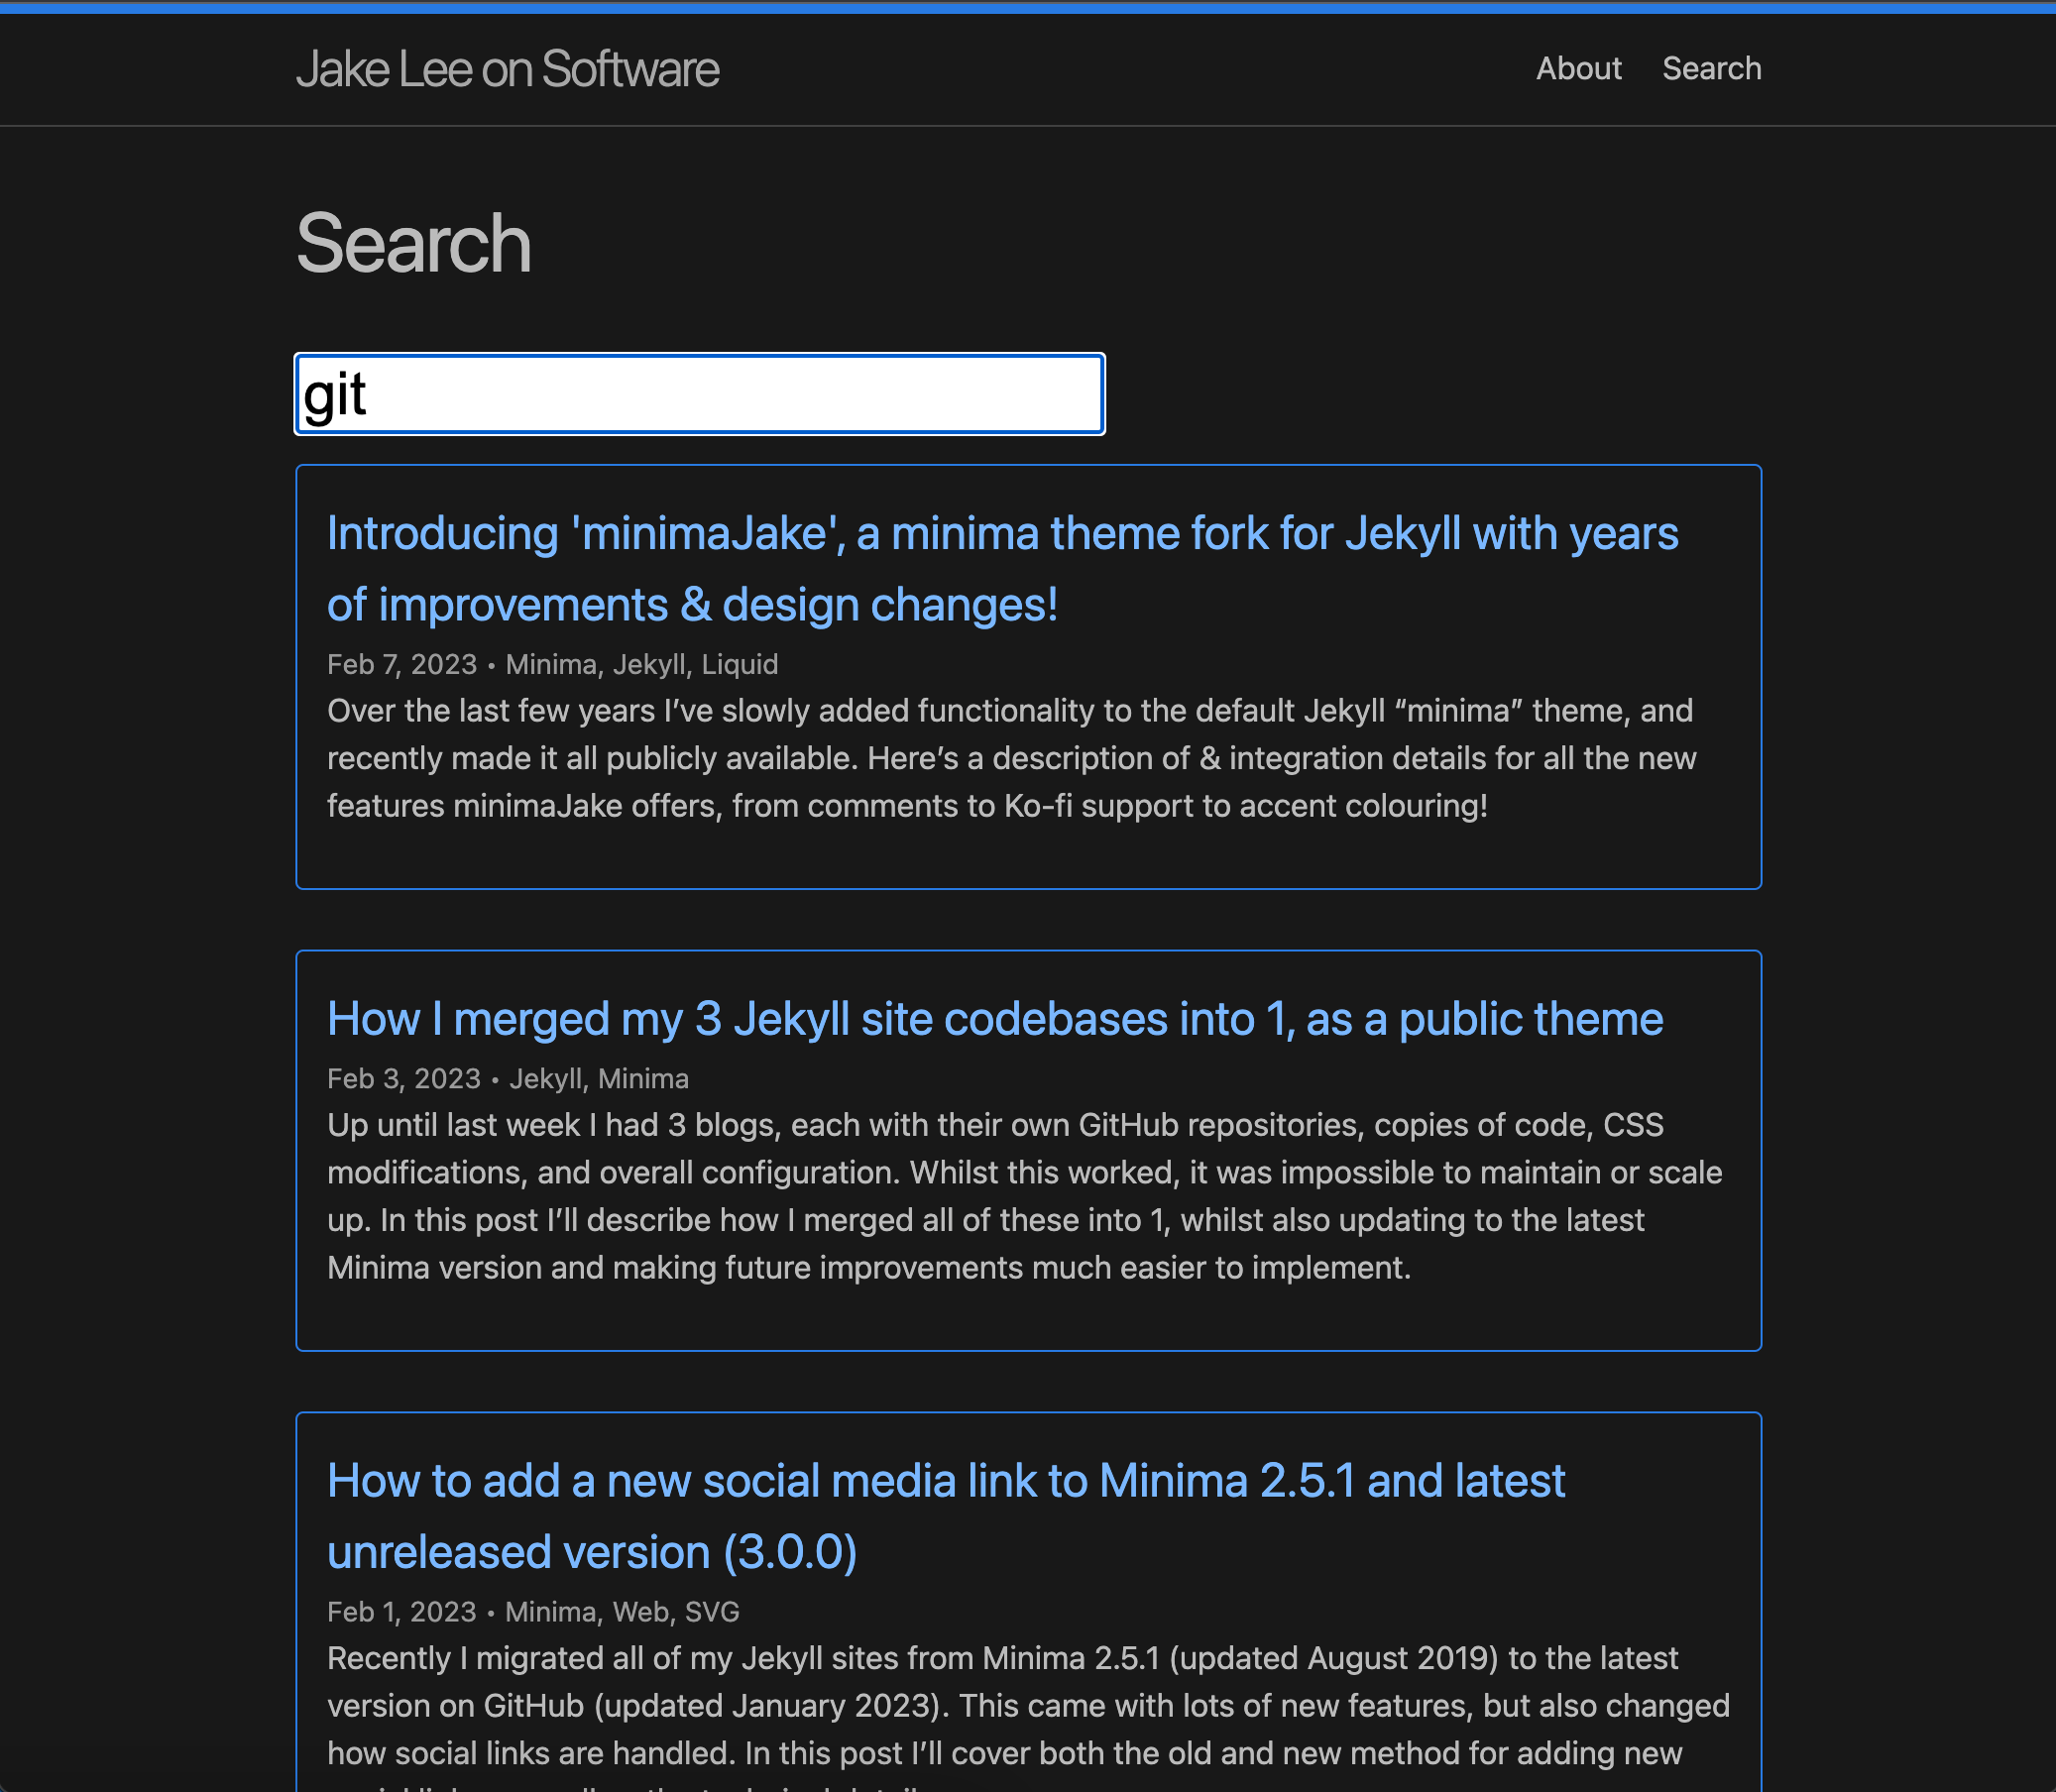 Jake Lee on Software
About Search
Search
git
Introducing 'minimaJake', a minima theme fork for Jekyll with years
of improvements & design changes!
Feb 7, 2023 • Minima, Jekyll, Liquid
Over the last few years I’ve slowly added functionality to the default Jekyll “minima” theme, and
recently made it all publicly available. Here’s a description of & integration details for all the new
features minimaJake offers, from comments to Ko-fi support to accent colouring!
How I merged my 3 Jekyll site codebases into 1, as a public theme
Feb 3, 2023 • Jekyll, Minima
Up until last week I had 3 blogs, each with their own GitHub repositories, copies of code, CSS
modifications, and overall configuration. Whilst this worked, it was impossible to maintain or scale
up. In this post I’ll describe how I merged all of these into 1, whilst also updating to the latest
Minima version and making future improvements much easier to implement.
How to add a new social media link to Minima 2.5.1 and latest
unreleased version (3.0.0)
Feb 1, 2023 • Minima, Web, SVG
Recently I migrated all of my Jekyll sites from Minima 2.5.1 (updated August 2019) to the latest
version on GitHub (updated January 2023). This came with lots of new features, but also changed
how social links are handled. In this post I’ll cover both the old and new method for adding new